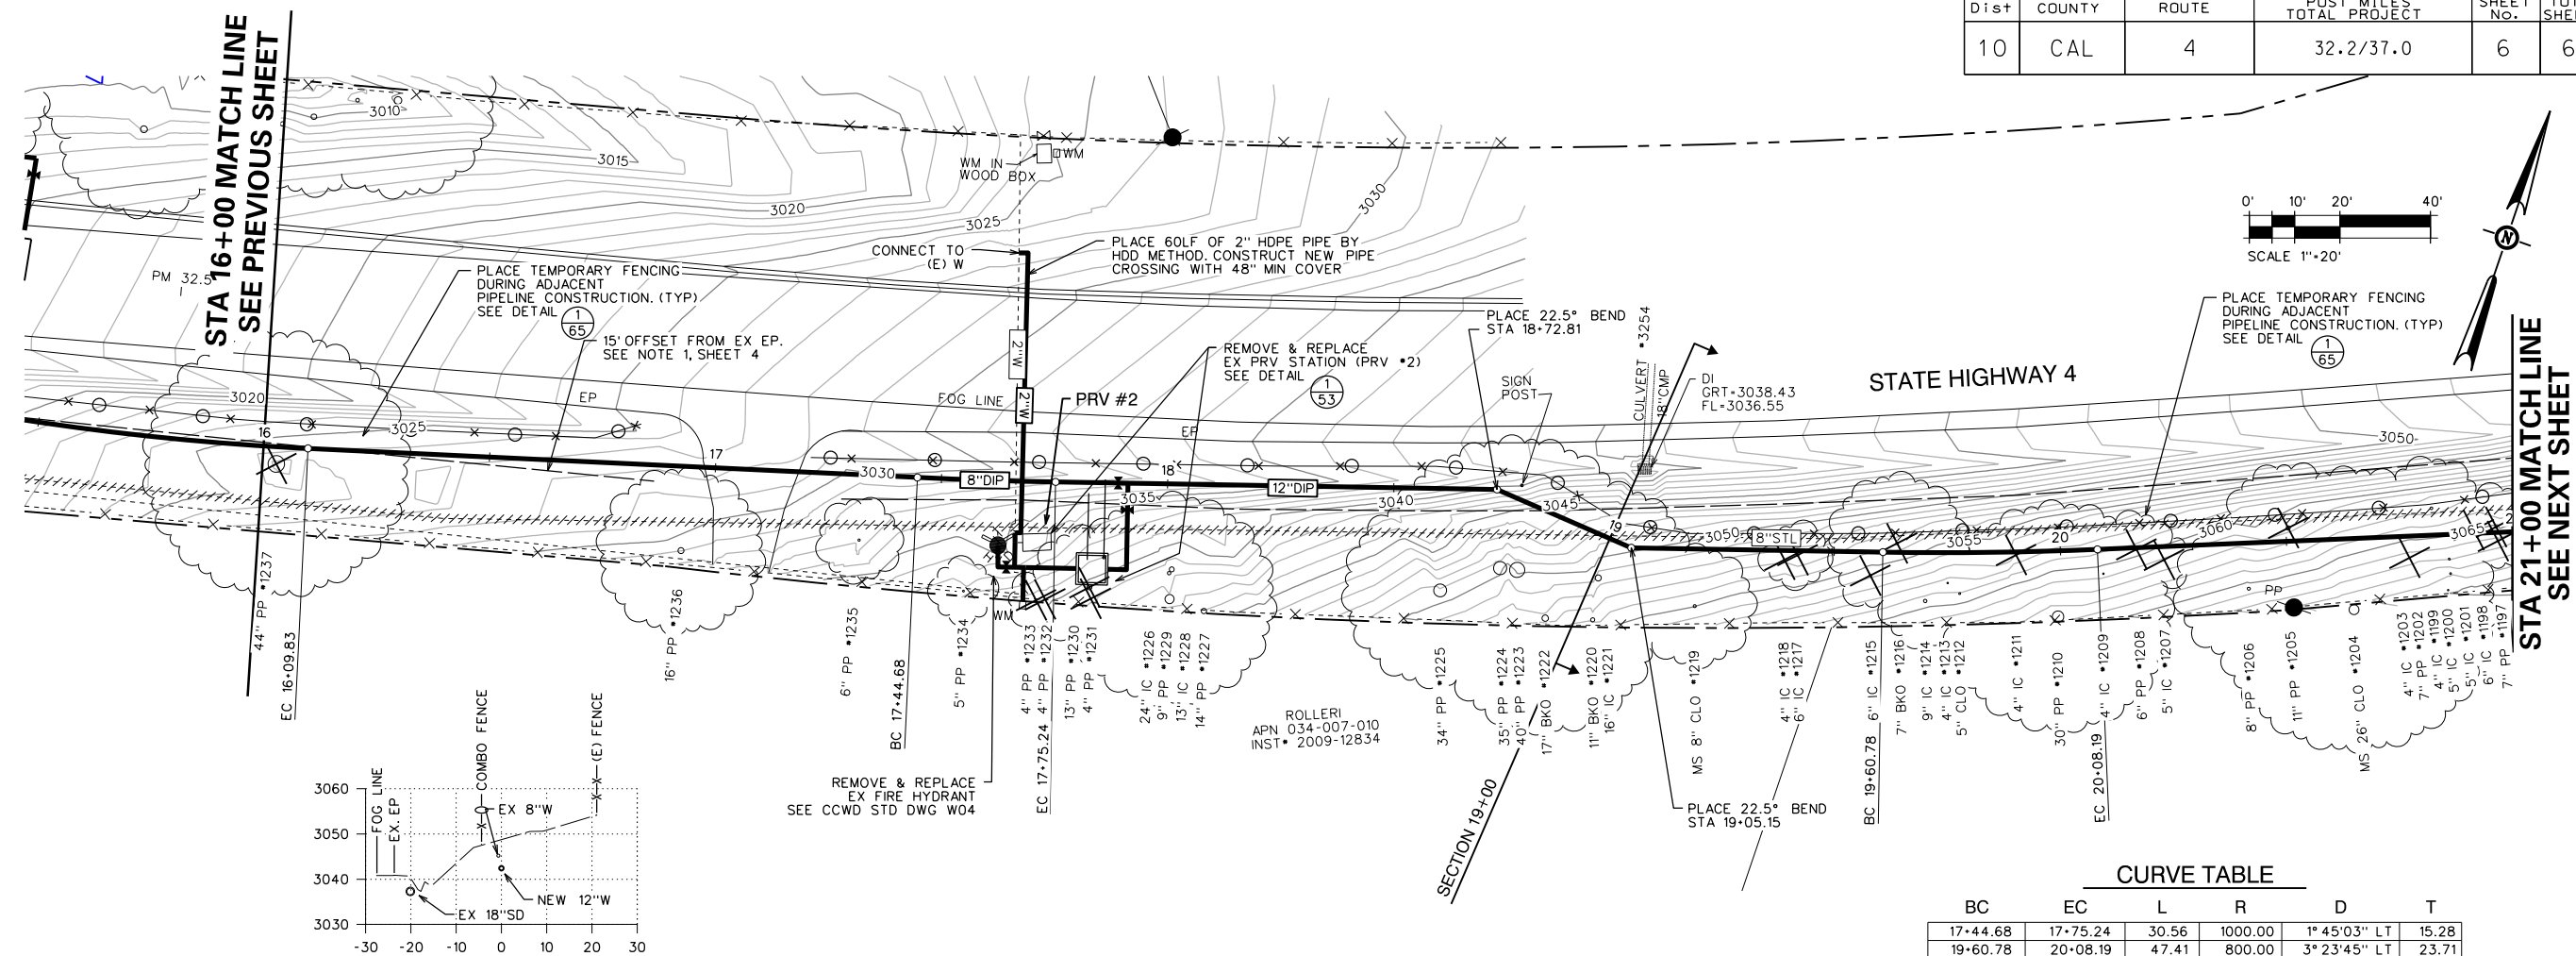 Dist COUNTY ROUTE POST MILES TOTAL PROJECT SHEET No.
10 CAL 4 32.2/37.0 6 6
STA 16+00 MATCH LINE
SEE PREVIOUS SHEET
3010
3015
3020
3025
3030
WM IN
WOOD BOX
WM
CONNECT TO
(E) W
PLACE 60LF OF 2" HDPE PIPE BY
HDD METHOD. CONSTRUCT NEW PIPE
CROSSING WITH 48" MIN COVER
0' 10' 20' 40'
SCALE 1"=20'
N
PM 32.5
PLACE TEMPORARY FENCING
DURING ADJACENT
PIPELINE CONSTRUCTION. (TYP)
SEE DETAIL 1
65
15' OFFSET FROM EX EP.
SEE NOTE 1, SHEET 4
2"W
2"W
REMOVE & REPLACE
EX PRV STATION (PRV #2)
SEE DETAIL 1
53
PLACE 22.5° BEND
STA 18+72.81
SIGN
POST
CULVERT #3254
18"CMP
DI
GRT=3038.43
FL=3036.55
STATE HIGHWAY 4
PLACE TEMPORARY FENCING
DURING ADJACENT
PIPELINE CONSTRUCTION. (TYP)
SEE DETAIL 1
65
STA 21+00 MATCH LINE
SEE NEXT SHEET
3020
EP
FOG LINE
PRV #2
EP
3050
16
3025
17
3030
8"DIP
18
3035
12"DIP
3040
3045
19
3050
8"STL
3055
20
3060
3065
PP
WM
44" PP #1237
EC 16+09.83
16" PP #1236
6" PP #1235
BC 17+44.68
5" PP #1234
4" PP #1233
EC 17+75.24
4" PP #1232
13" PP #1230
4" PP #1231
24" IC #1226
9" PP #1229
13" IC #1228
14" PP #1227
34" PP #1225
35" PP #1224
40" PP #1223
17" BKO #1222
11" BKO #1220
16" IC #1221
MS 8" CLO #1219
4" IC #1218
6" IC #1217
BC 19+60.78
6" IC #1215
7" BKO #1216
9" IC #1214
4" IC #1213
5" CLO #1212
4" IC #1211
30" PP #1210
EC 20+08.19
4" IC #1209
6" PP #1208
5" IC #1207
8" PP #1206
11" PP #1205
MS 26" CLO #1204
4" IC #1203
7" PP #1202
4" IC #1199
5" IC #1200
5" IC #1201
6" IC #1198
7" PP #1197
ROLLERI
APN 034-007-010
INST# 2009-12834
REMOVE & REPLACE
EX FIRE HYDRANT
SEE CCWD STD DWG W04
SECTION 19+00
PLACE 22.5° BEND
STA 19+05.15
FOG LINE
EX. EP
COMBO FENCE
(E) FENCE
3060
3050
3040
3030
EX 8"W
NEW 12"W
EX 18"SD
-30 -20 -10 0 10 20 30
CURVE TABLE
BC EC L R D T
17+44.68 17+75.24 30.56 1000.00 1°45'03" LT 15.28
19+60.78 20+08.19 47.41 800.00 3°23'45" LT 23.71